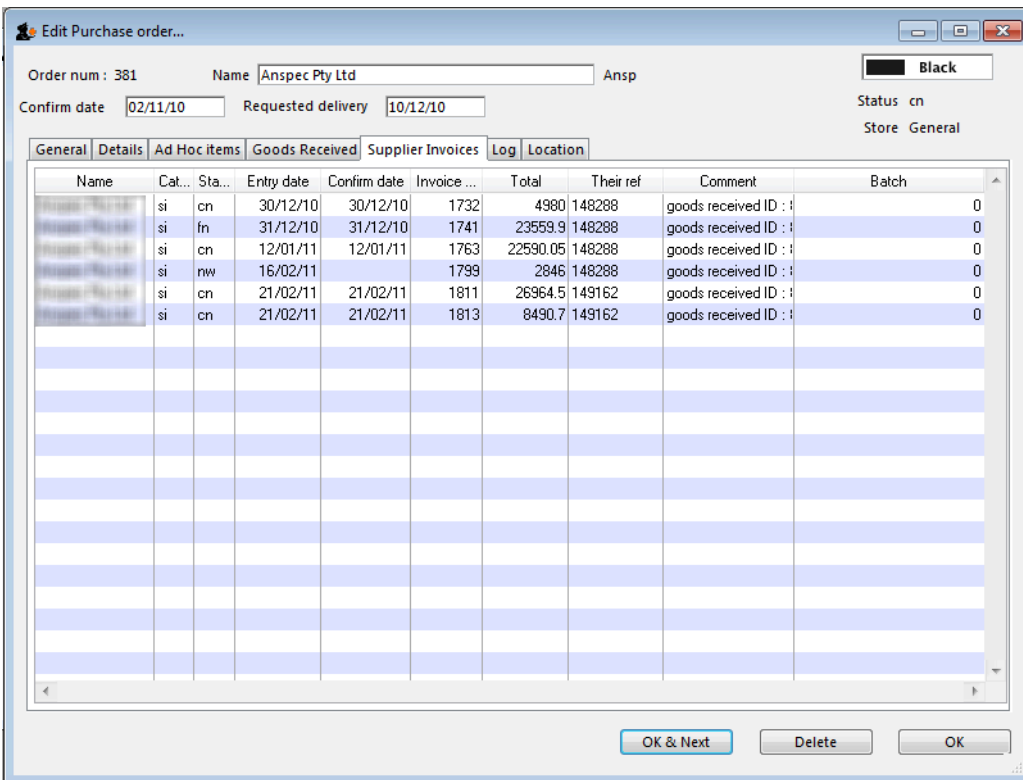 Edit Purchase order...
Order num : 381 Name Anspec Pty Ltd Ansp Black
Confirm date 02/11/10 Requested delivery 10/12/10 Status cn
Store General
General Details Ad Hoc items Goods Received Supplier Invoices Log Location
Name Cat... Sta... Entry date Confirm date Invoice ... Total Their ref Comment Batch
si cn 30/12/10 30/12/10 1732 4980 148288 goods received ID : 0
si fn 31/12/10 31/12/10 1741 23559.9 148288 goods received ID : 0
si cn 12/01/11 12/01/11 1763 22590.05 148288 goods received ID : 0
si nw 16/02/11 1799 2846 148288 goods received ID : 0
si cn 21/02/11 21/02/11 1811 26964.5 149162 goods received ID : 0
si cn 21/02/11 21/02/11 1813 8490.7 149162 goods received ID : 0
OK & Next Delete OK